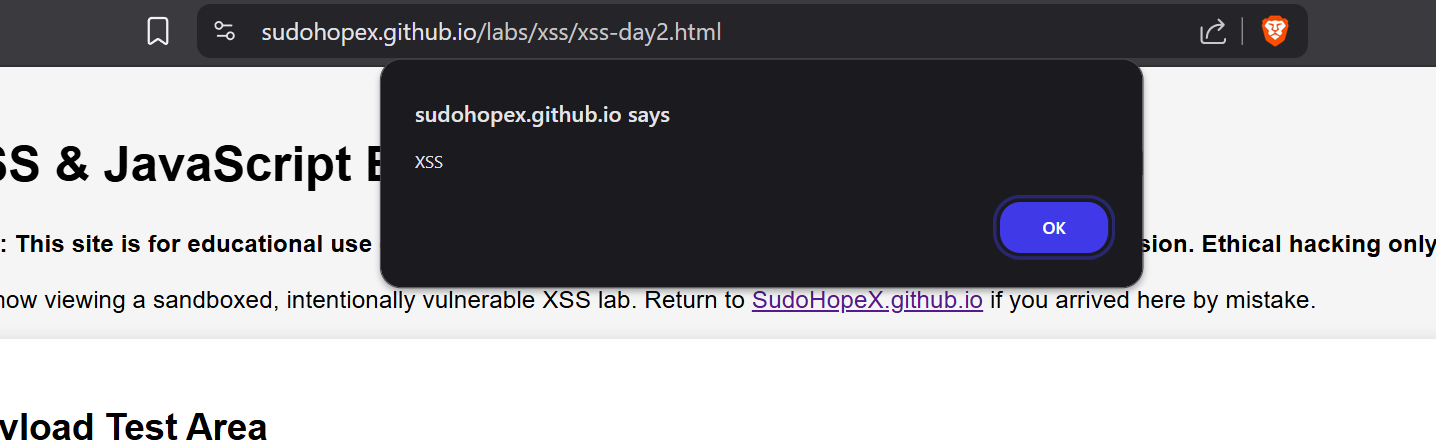 sudohopex.github.io/labs/xss/xss-day2.html
sudohopex.github.io says
XSS
OK
SS & JavaScript E
: This site is for educational use sion. Ethical hacking only
now viewing a sandboxed, intentionally vulnerable XSS lab. Return to SudoHopeX.github.io if you arrived here by mistake.
yload Test Area